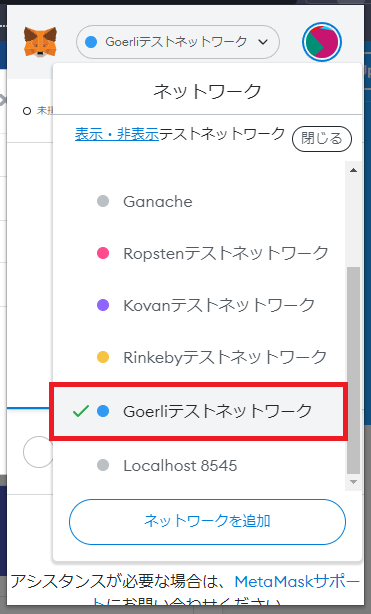 Goerliテストネットワーク
ネットワーク
表示・非表示テストネットワーク
閉じる
Ganache
Ropstenテストネットワーク
Kovanテストネットワーク
Rinkebyテストネットワーク
Goerliテストネットワーク
Localhost 8545
ネットワークを追加
アシスタンスが必要な場合は、MetaMaskサポー
トにお問い合わせください